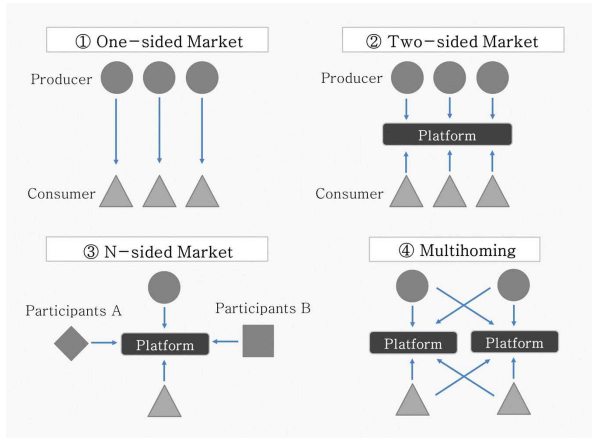 ① One-sided Market
Producer
Consumer
② Two-sided Market
Producer
Platform
Consumer
③ N-sided Market
Participants A
Participants B
Platform
④ Multihoming
Platform
Platform